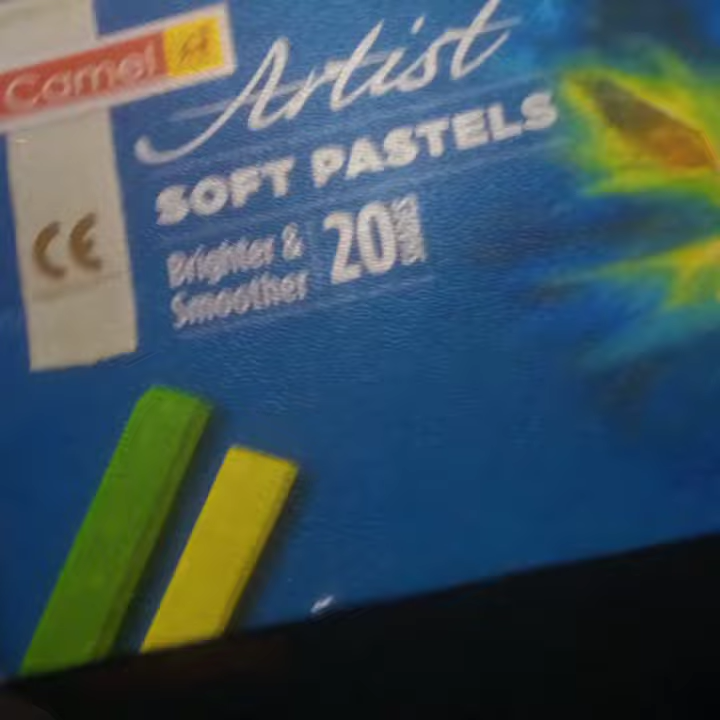 Camel
Artist
SOFT PASTELS
Brighter &
Smoother
20
CE